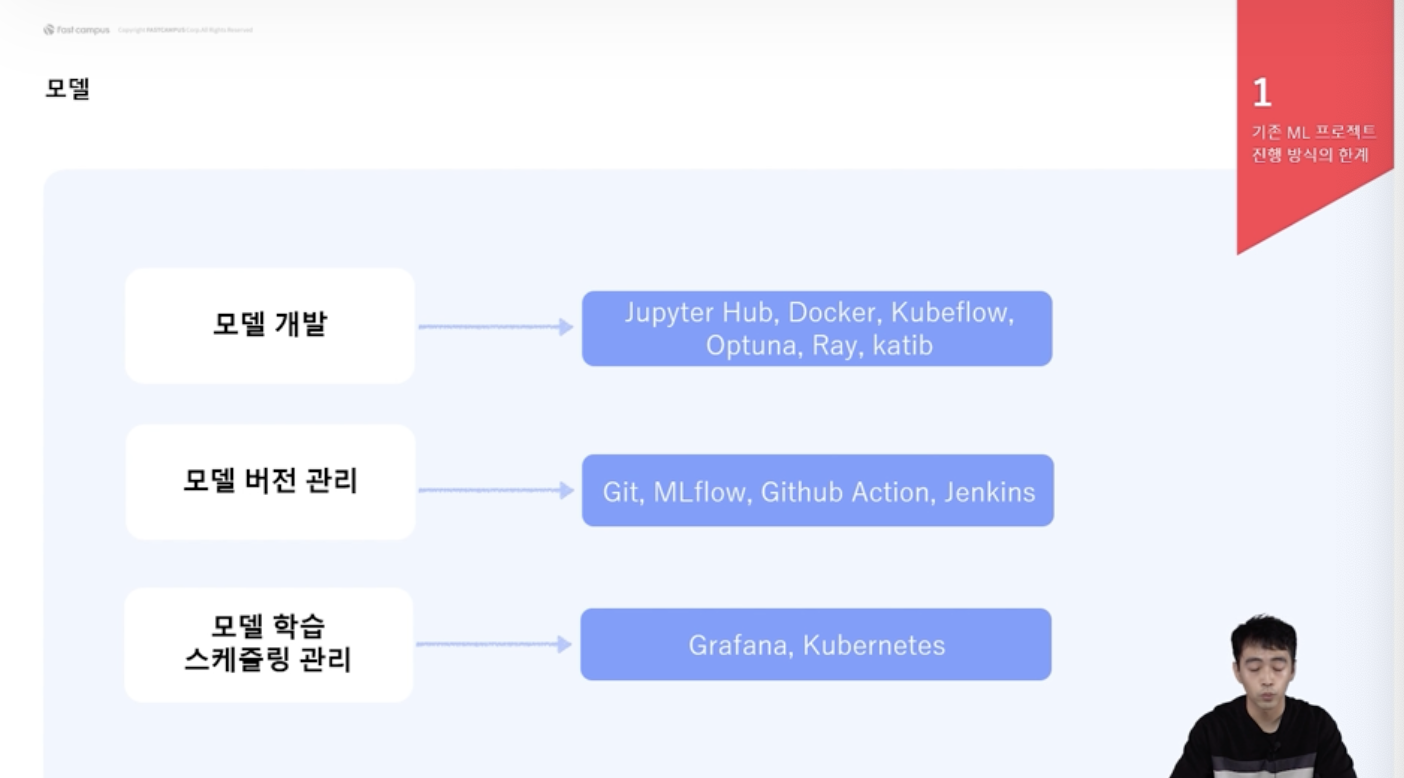 Fast campus Copyright FASTCAMPUS Corp. All Rights Reserved
모델
1
기존 ML 프로젝트
진행 방식의 한계
모델 개발
Jupyter Hub, Docker, Kubeflow,
Optuna, Ray, katib
모델 버전 관리
Git, MLflow, Github Action, Jenkins
모델 학습
스케줄링 관리
Grafana, Kubernetes